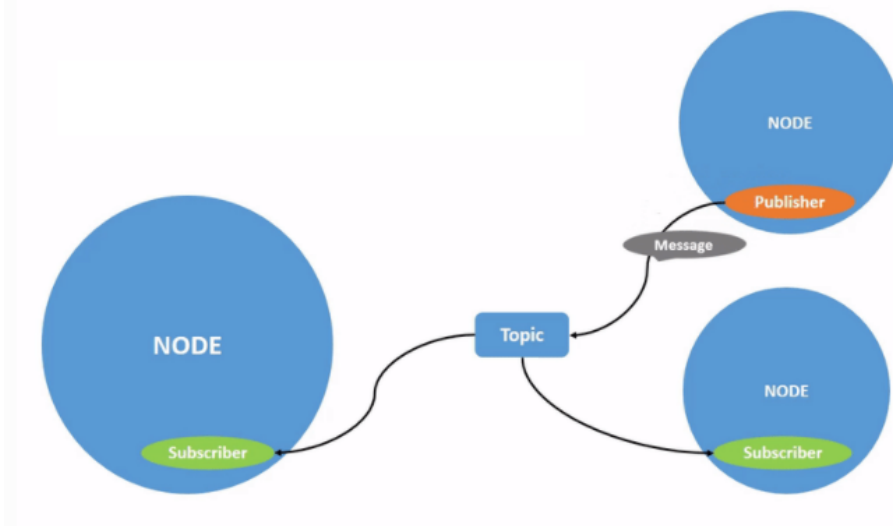 NODE
Publisher
Message
Topic
NODE
NODE
Subscriber
Subscriber